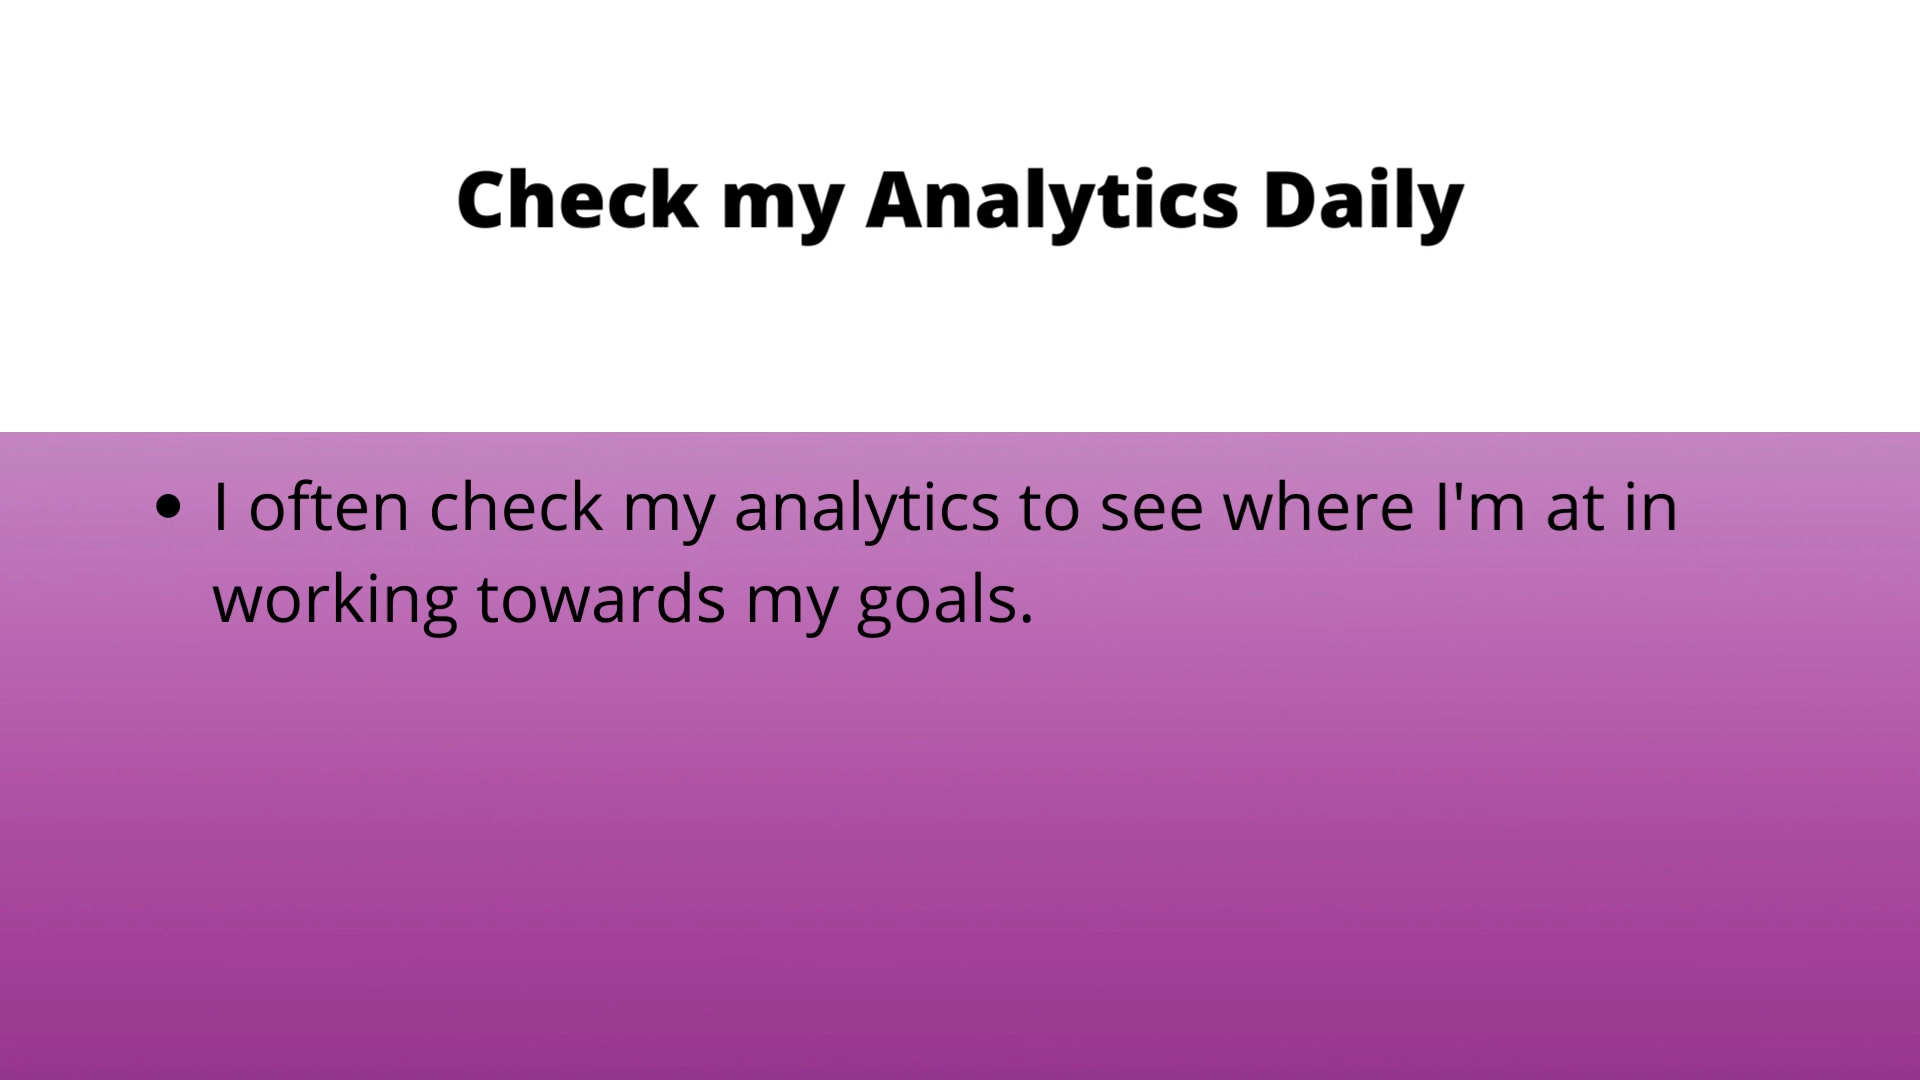 Check my Analytics Daily
• I often check my analytics to see where I'm at in
working towards my goals.